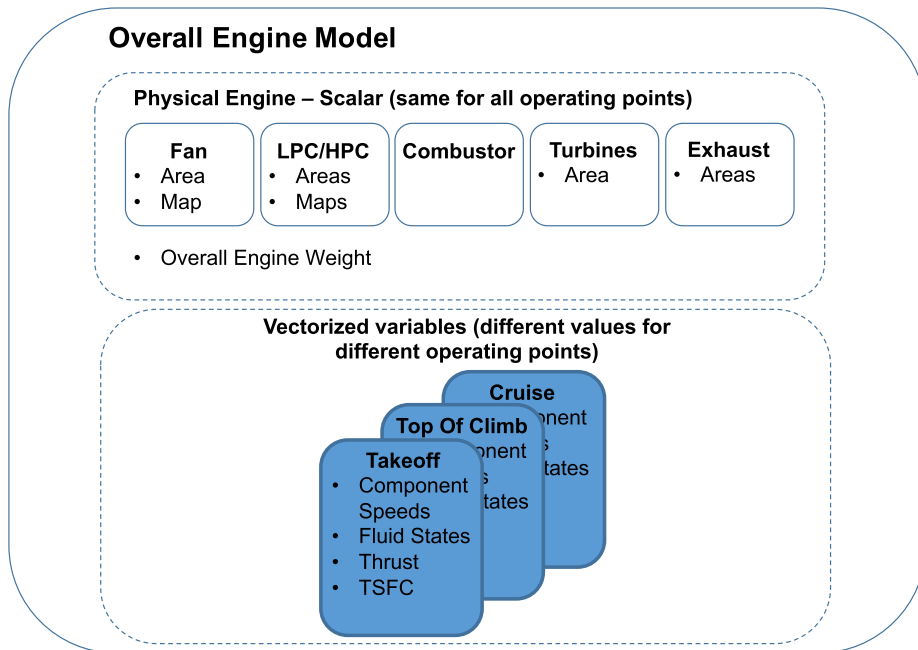 Overall Engine Model
Physical Engine – Scalar (same for all operating points)
Fan
• Area
• Map
LPC/HPC
• Areas
• Maps
Combustor
Turbines
• Area
Exhaust
• Areas
• Overall Engine Weight
Vectorized variables (different values for
different operating points)
Cruise
Top Of Climb
Takeoff
• Component
Speeds
• Fluid States
• Thrust
• TSFC